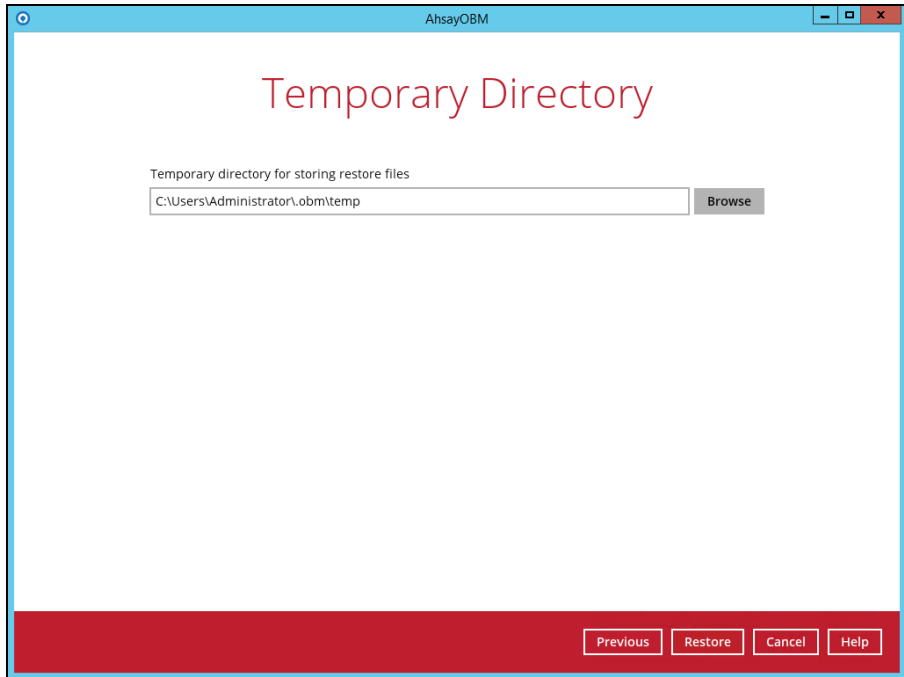 AhsayOBM
Temporary Directory
Temporary directory for storing restore files
C:\Users\Administrator\.obm\temp
Browse
Previous Restore Cancel Help